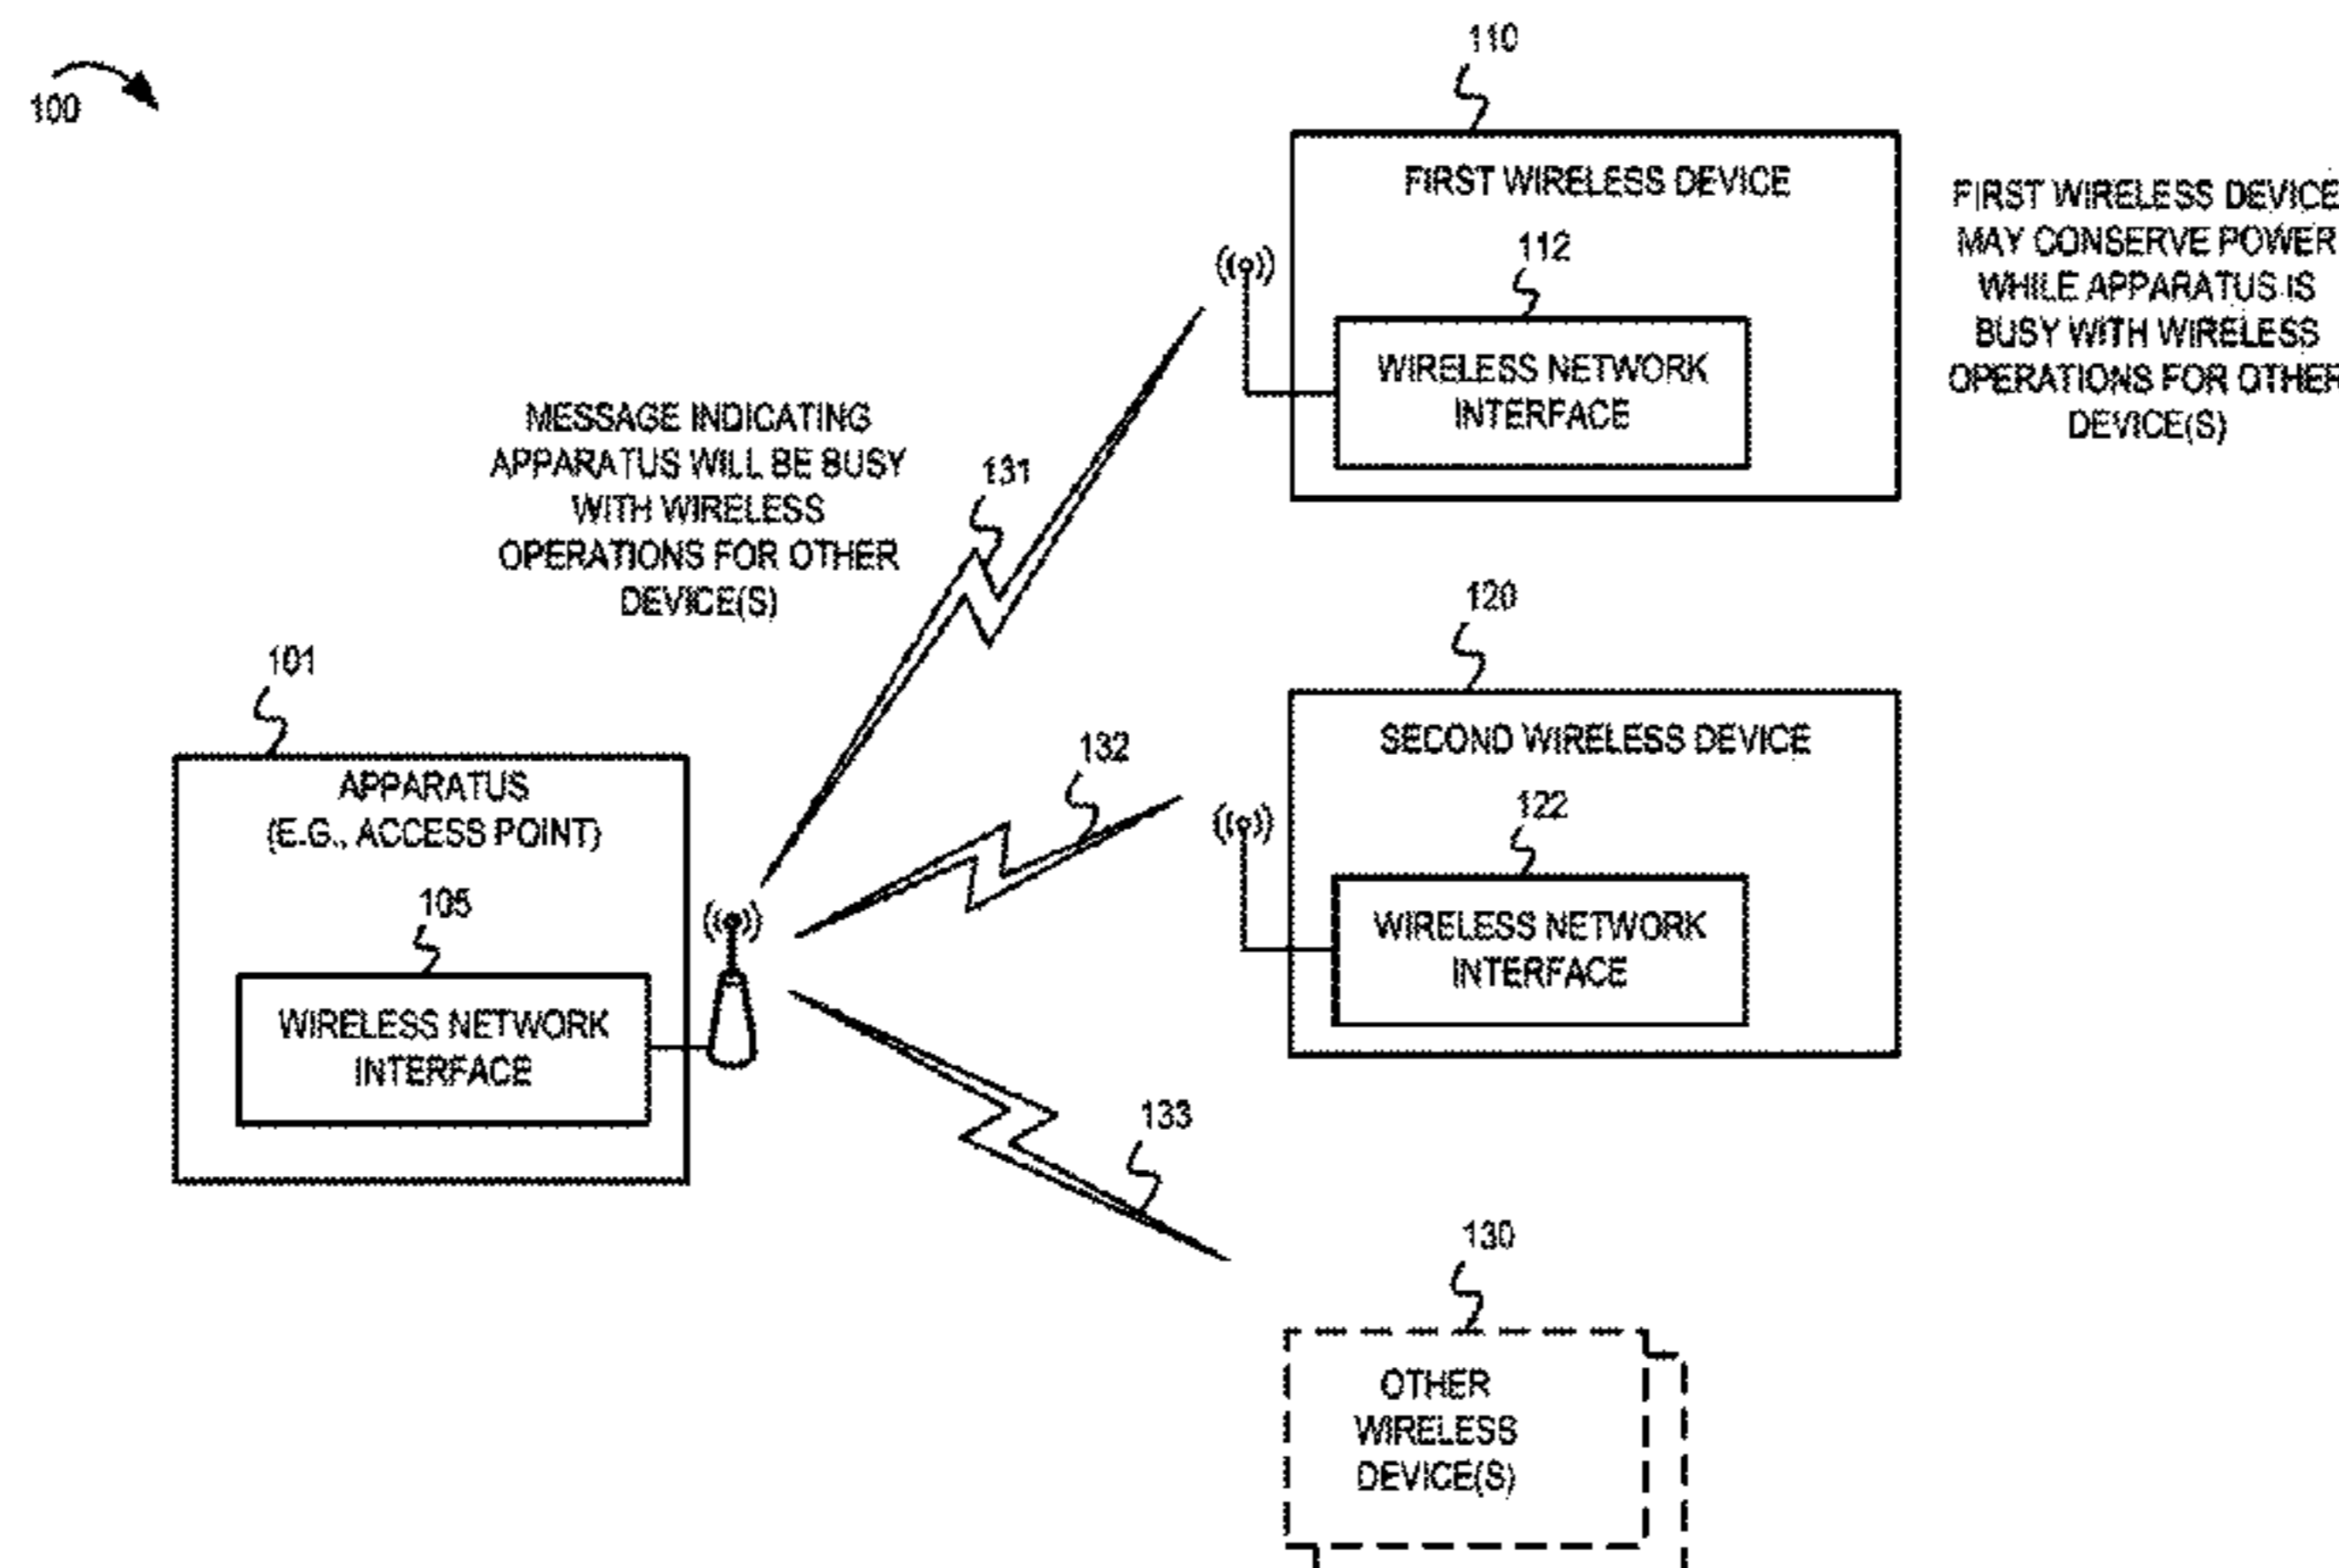 100
110
FIRST WIRELESS DEVICE
112
WIRELESS NETWORK
INTERFACE
FIRST WIRELESS DEVICE
MAY CONSERVE POWER
WHILE APPARATUS IS
BUSY WITH WIRELESS
OPERATIONS FOR OTHER
DEVICE(S)
MESSAGE INDICATING
APPARATUS WILL BE BUSY
WITH WIRELESS
OPERATIONS FOR OTHER
DEVICE(S)
131
120
SECOND WIRELESS DEVICE
122
WIRELESS NETWORK
INTERFACE
101
APPARATUS
(E.G., ACCESS POINT)
105
WIRELESS NETWORK
INTERFACE
132
133
130
OTHER
WIRELESS
DEVICE(S)